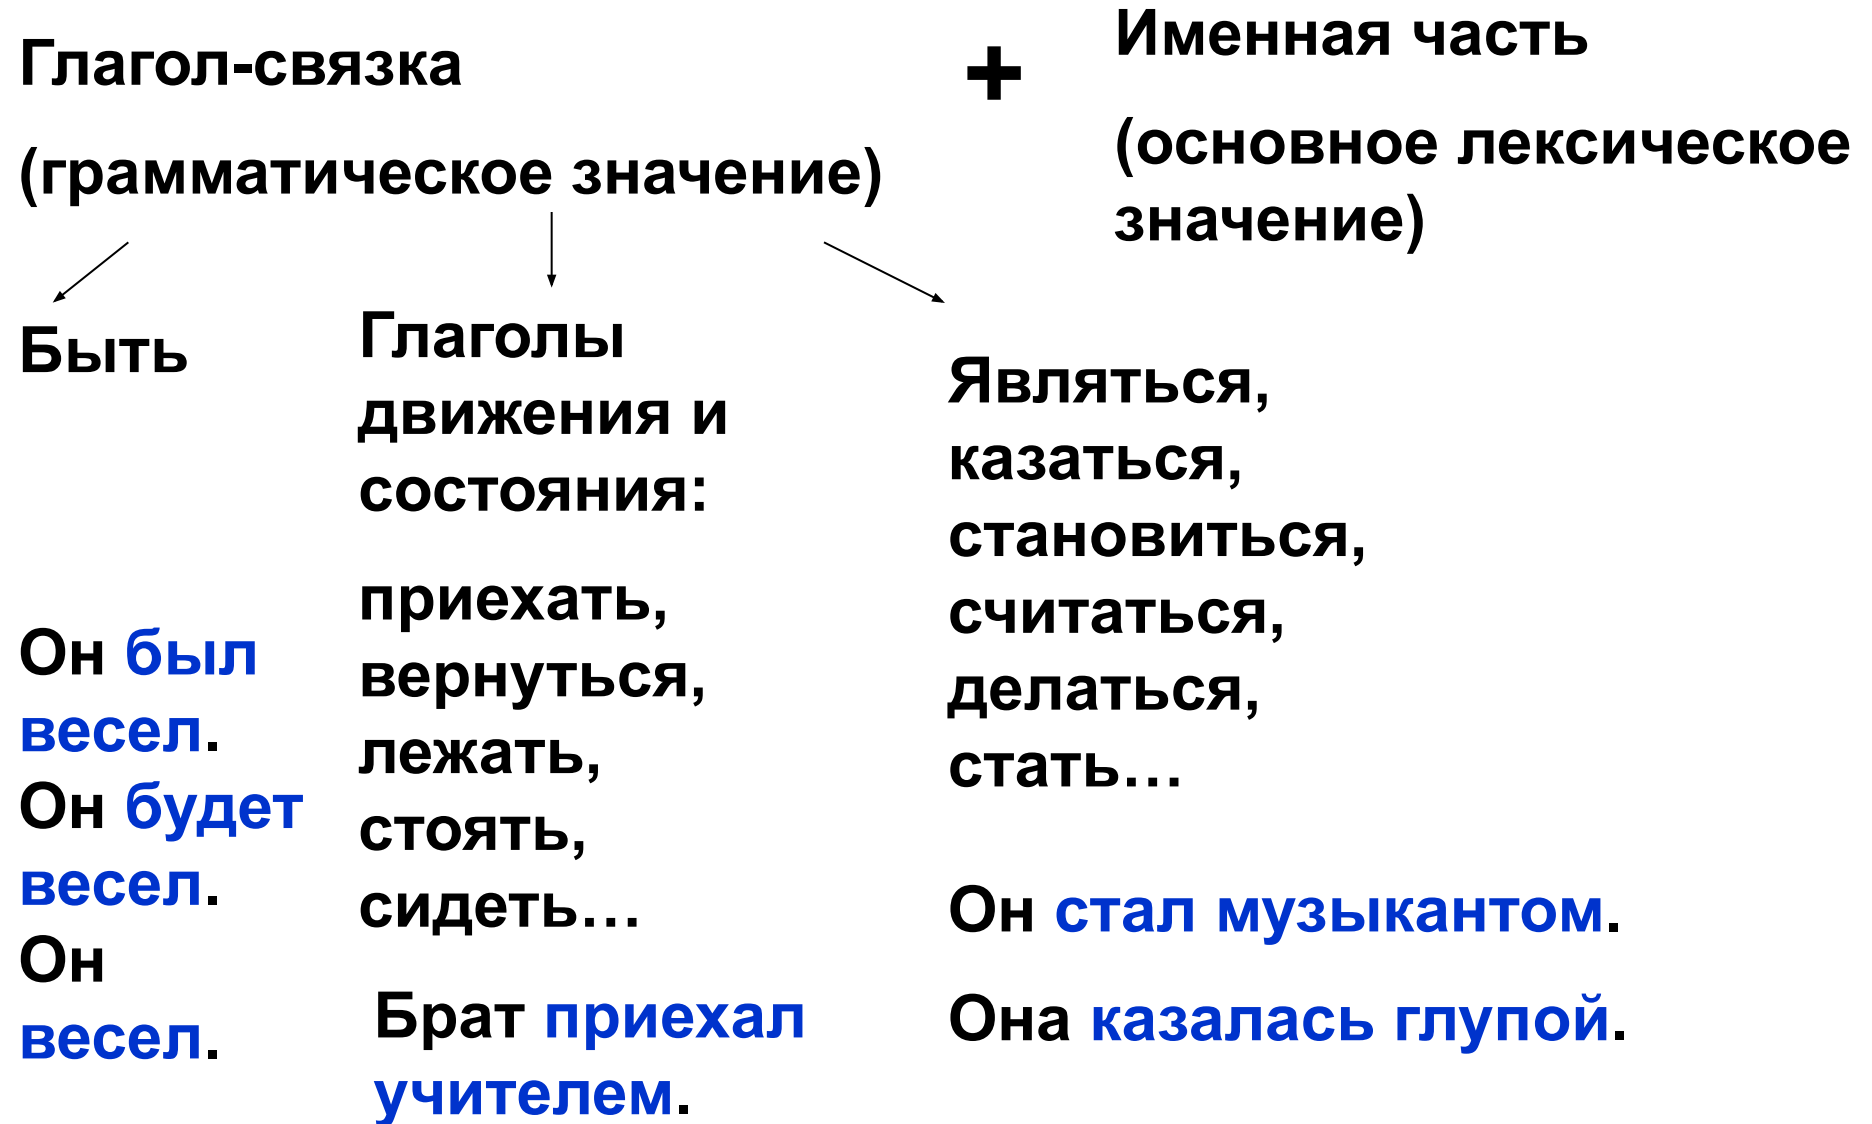 Глагол-связка
(грамматическое значение)
+
Именная часть
(основное лексическое
значение)
Быть
Он был
весел.
Он будет
весел.
Он
весел.
Глаголы
движения и
состояния:
приехать,
вернуться,
лежать,
стоять,
сидеть…
Брат приехал
учителем.
Являться,
казаться,
становиться,
считаться,
делаться,
стать…
Он стал музыкантом.
Она казалась глупой.